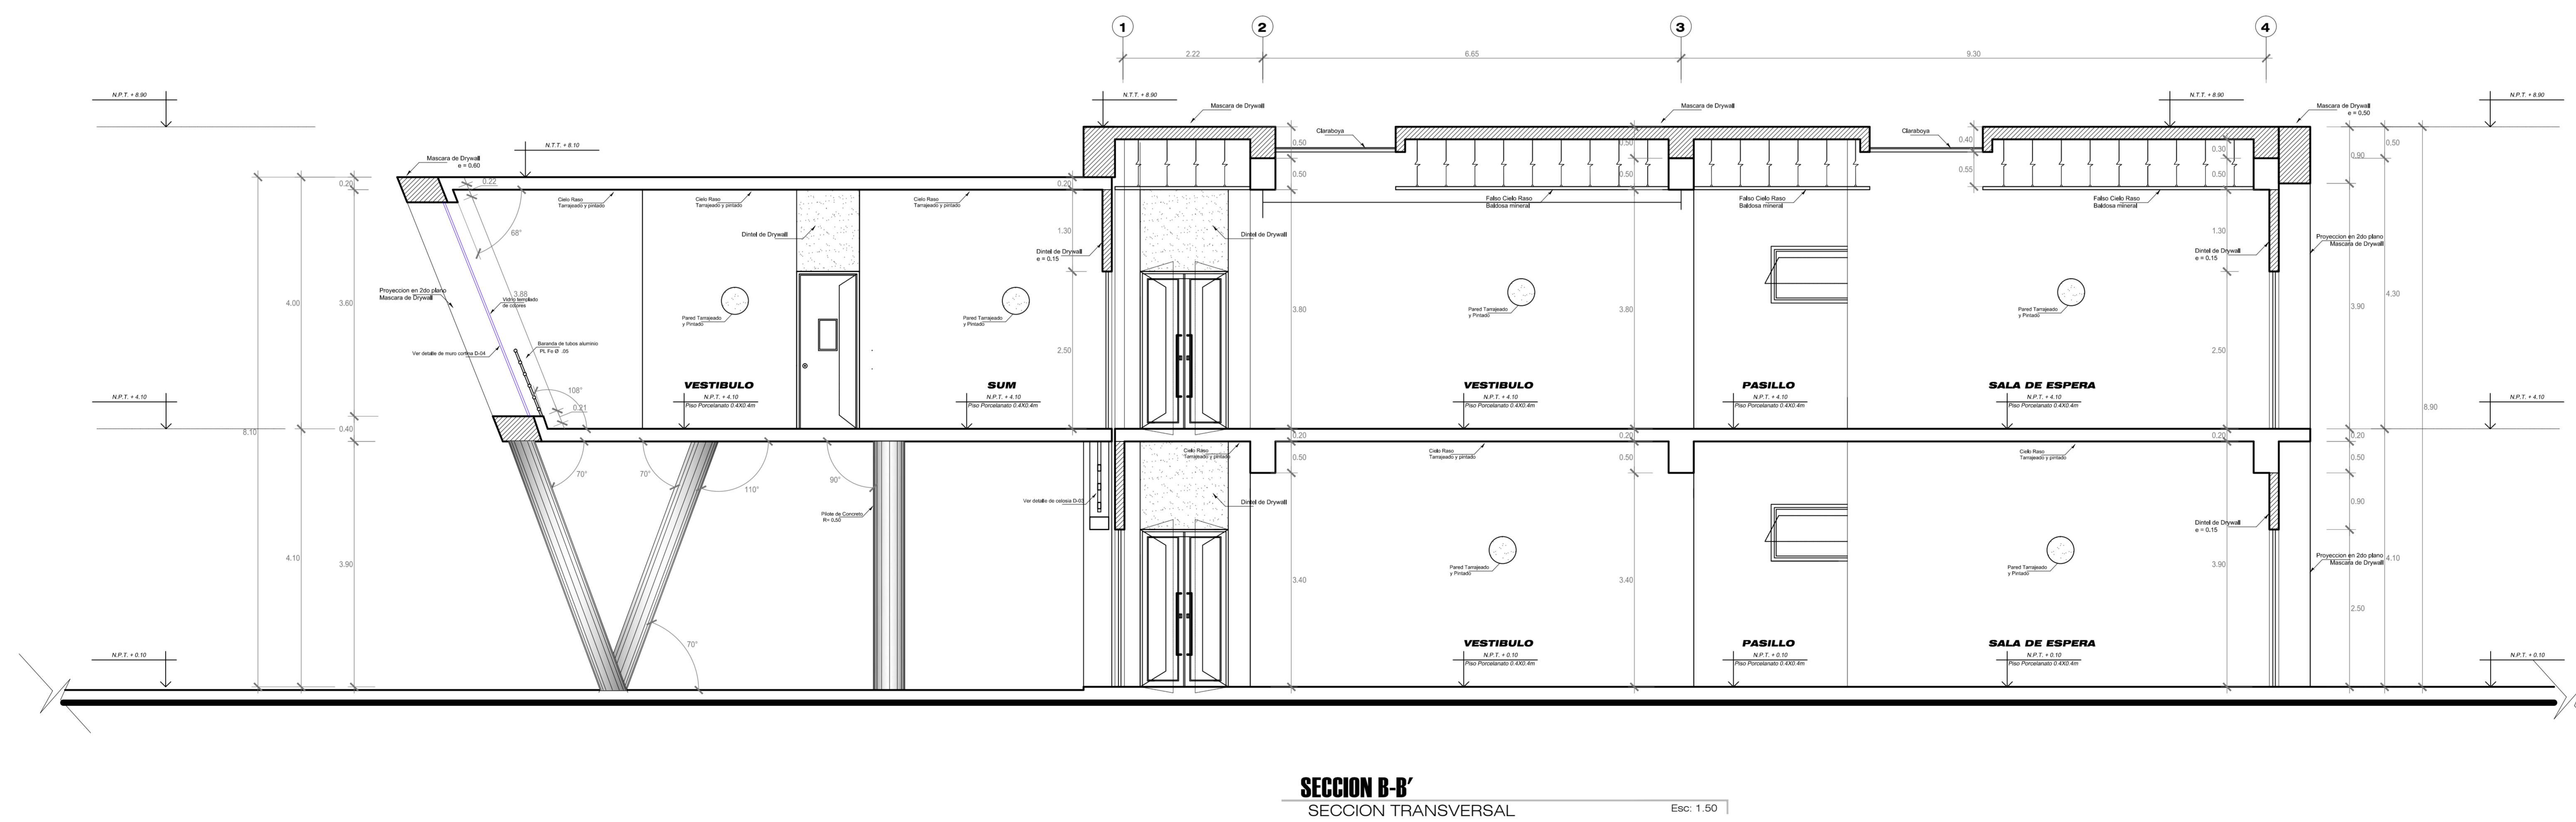 1
2
3
4
2.22
6.65
9.30
N.P.T. + 8.90
N.T.T. + 8.90
N.T.T. + 8.90
N.P.T. + 8.90
Mascara de Drywall
Mascara de Drywall
Mascara de Drywall
e = 0.50
Claraboya
Claraboya
N.T.T. + 8.10
Mascara de Drywall
e = 0.60
0.50
0.50
0.50
0.50
0.40
0.55
0.30
0.50
0.90
0.50
0.20
0.22
0.20
Cielo Raso
Tarrajeado y pintado
Cielo Raso
Tarrajeado y pintado
Cielo Raso
Tarrajeado y pintado
Falso Cielo Raso
Baldosa mineral
Falso Cielo Raso
Baldosa mineral
Falso Cielo Raso
Baldosa mineral
68°
Dintel de Drywall
Dintel de Drywall
e = 0.15
1.30
Dintel de Drywall
1.30
Dintel de Drywall
e = 0.15
Proyeccion en 2do plano
Mascara de Drywall
4.00
3.60
Proyeccion en 2do plano
Mascara de Drywall
3.88
Vidrio templado
de colores
Pared Tarrajeado
y Pintado
Pared Tarrajeado
y Pintado
3.80
Pared Tarrajeado
y Pintado
3.80
Pared Tarrajeado
y Pintado
3.90
4.30
Ver detalle de muro cortina D-04
Baranda de tubos aluminio
PL Fe Ø .05
2.50
2.50
108°
0.21
VESTIBULO
N.P.T. + 4.10
Piso Porcelanato 0.4X0.4m
SUM
N.P.T. + 4.10
Piso Porcelanato 0.4X0.4m
VESTIBULO
N.P.T. + 4.10
Piso Porcelanato 0.4X0.4m
PASILLO
N.P.T. + 4.10
Piso Porcelanato 0.4X0.4m
SALA DE ESPERA
N.P.T. + 4.10
Piso Porcelanato 0.4X0.4m
N.P.T. + 4.10
N.P.T. + 4.10
8.10
8.90
0.40
0.20
0.20
0.20
0.20
0.50
0.50
0.50
Cielo Raso
Tarrajeado y pintado
Cielo Raso
Tarrajeado y pintado
Cielo Raso
Tarrajeado y pintado
70°
70°
110°
90°
Pilote de Concreto
R= 0,50
Ver detalle de celosia D-03
Dintel de Drywall
Dintel de Drywall
e = 0.15
0.90
Proyeccion en 2do plano
Mascara de Drywall
4.10
3.90
Pared Tarrajeado
y Pintado
Pared Tarrajeado
y Pintado
3.40
3.40
3.90
4.10
2.50
70°
VESTIBULO
N.P.T. + 0.10
Piso Porcelanato 0.4X0.4m
PASILLO
N.P.T. + 0.10
Piso Porcelanato 0.4X0.4m
SALA DE ESPERA
N.P.T. + 0.10
Piso Porcelanato 0.4X0.4m
N.P.T. + 0.10
N.P.T. + 0.10
SECCION B-B'
SECCION TRANSVERSAL
Esc: 1.50